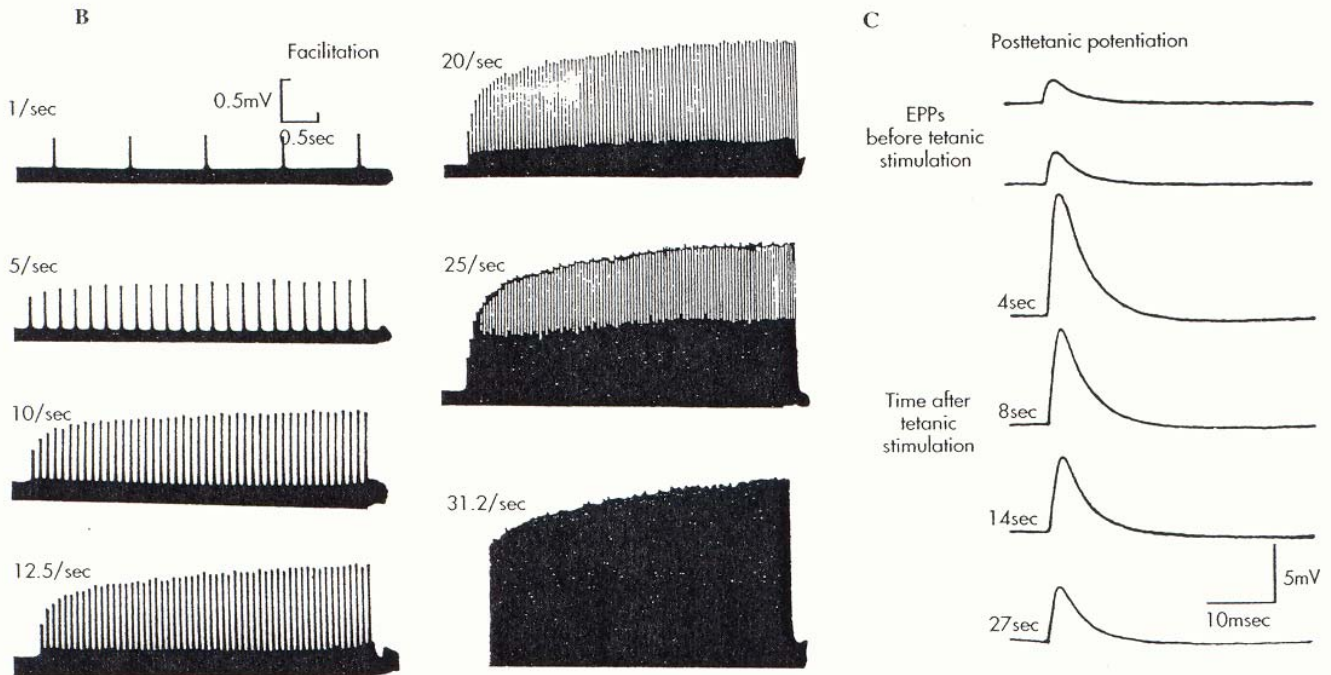 B
Facilitation
0.5mV
0.5sec
1/sec
5/sec
10/sec
12.5/sec
20/sec
25/sec
31.2/sec
C
Posttetanic potentiation
EPPs
before tetanic
stimulation
4sec
8sec
Time after
tetanic
stimulation
14sec
27sec
5mV
10msec